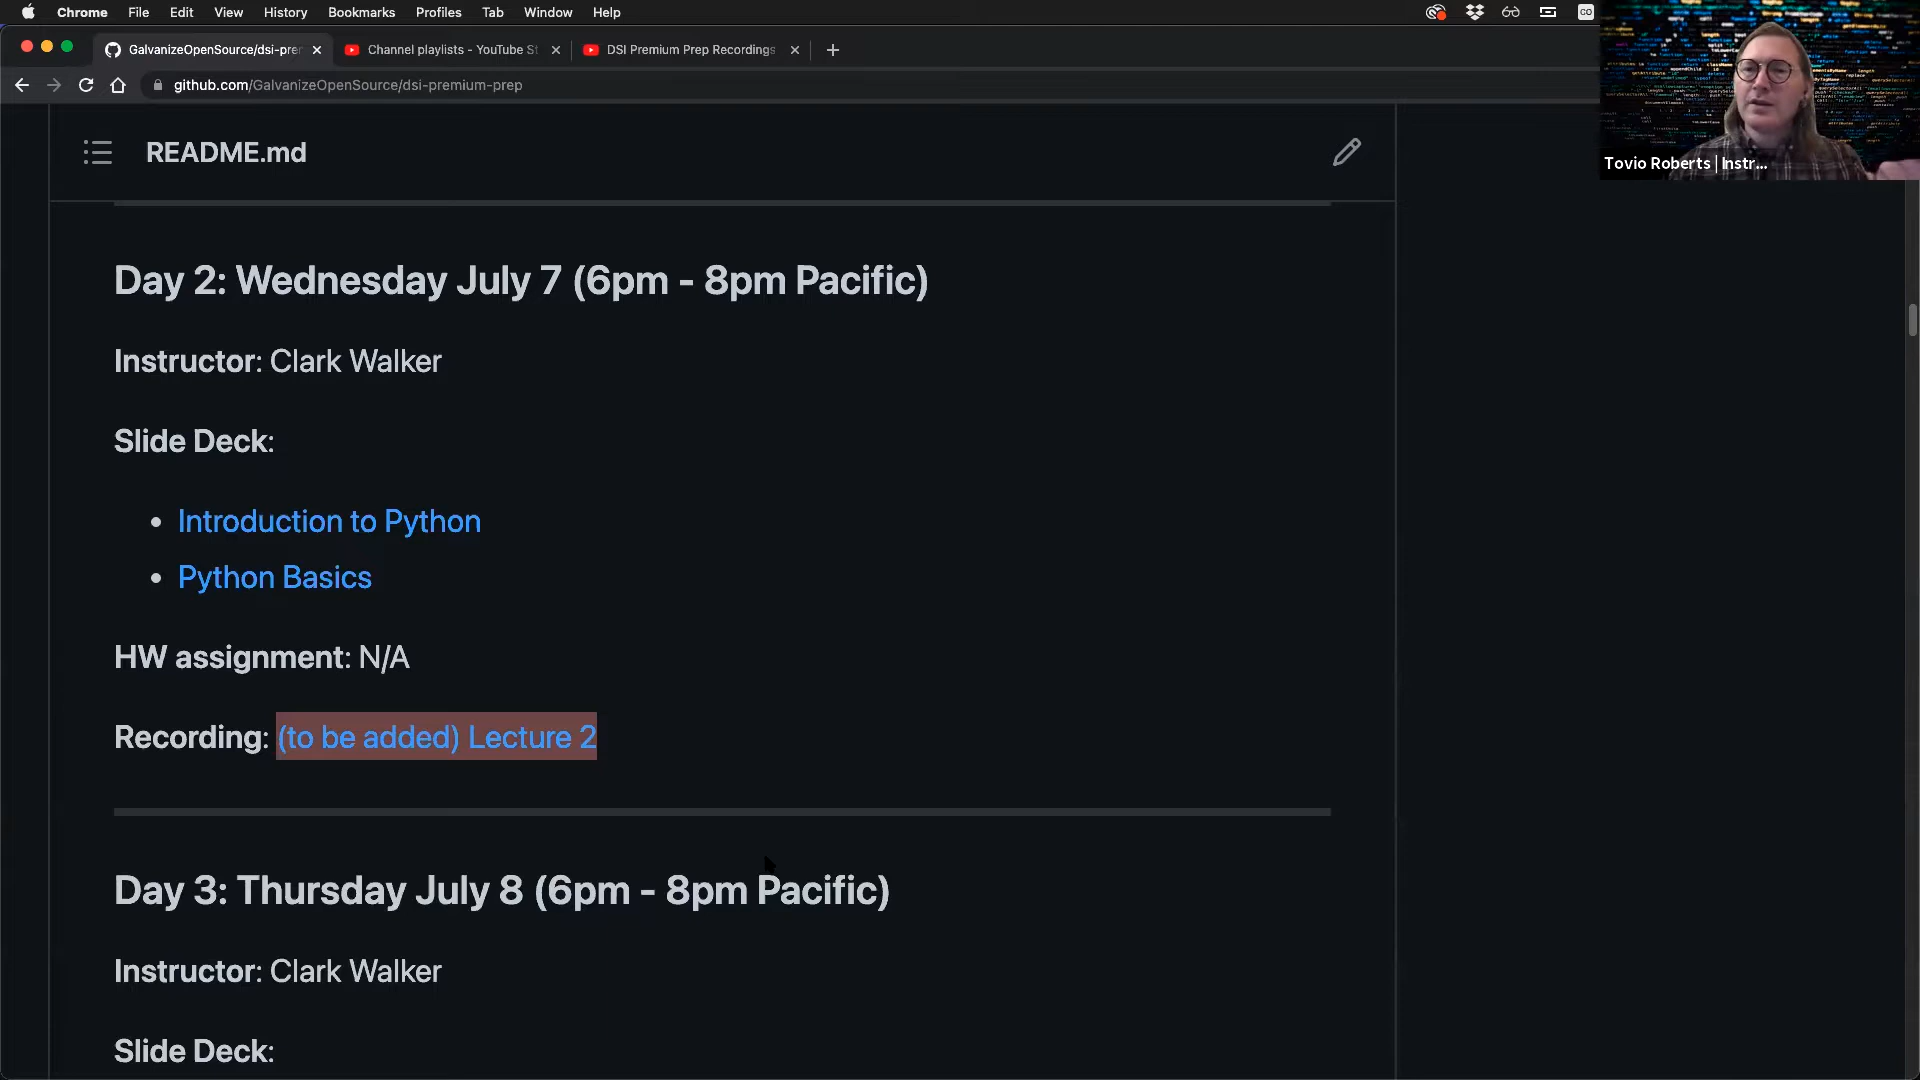 Chrome File Edit View History Bookmarks Profiles Tab Window Help
GalvanizeOpenSource/dsi-pre
Channel playlists - YouTube St
DSI Premium Prep Recordings
github.com/GalvanizeOpenSource/dsi-premium-prep
Tovio Roberts | Instr...
README.md
Day 2: Wednesday July 7 (6pm - 8pm Pacific)
Instructor: Clark Walker
Slide Deck:
• Introduction to Python
• Python Basics
HW assignment: N/A
Recording: (to be added) Lecture 2
Day 3: Thursday July 8 (6pm - 8pm Pacific)
Instructor: Clark Walker
Slide Deck: